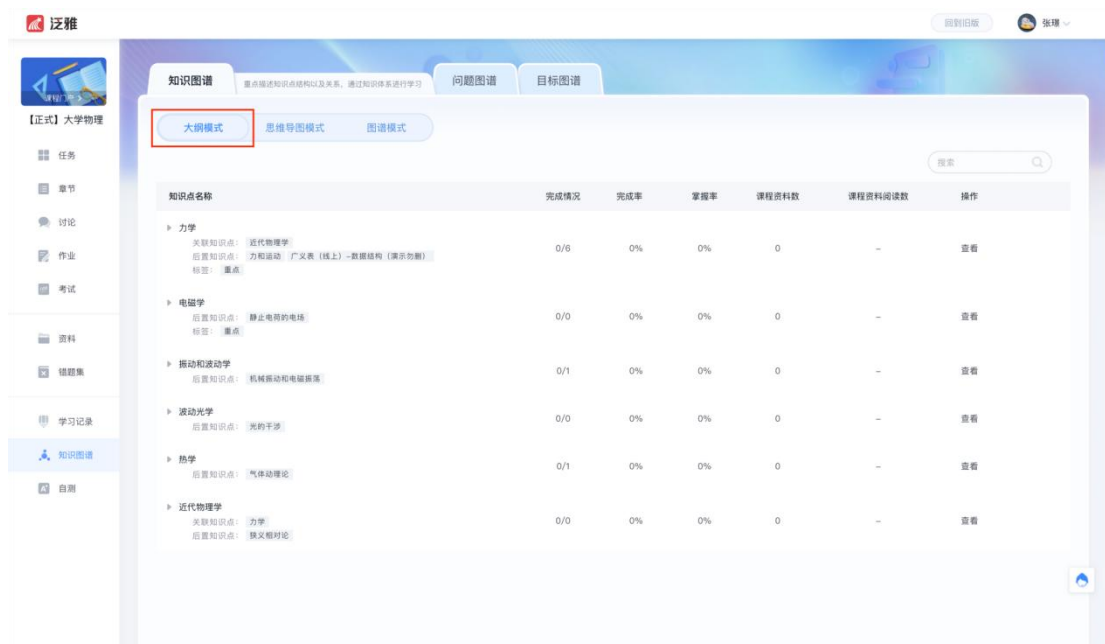 泛雅
回到旧版
张璟
课程门户 >
【正式】大学物理
任务
章节
讨论
作业
考试
资料
错题集
学习记录
知识图谱
自测
知识图谱 重点描述知识点结构以及关系，通过知识体系进行学习 问题图谱 目标图谱
大纲模式 思维导图模式 图谱模式
搜索
知识点名称 完成情况 完成率 掌握率 课程资料数 课程资料阅读数 操作
力学
关联知识点： 近代物理学
后置知识点： 力和运动 广义表（线上）-数据结构（演示勿删）
标签： 重点
0/6 0% 0% 0 – 查看
电磁学
后置知识点： 静止电荷的电场
标签： 重点
0/0 0% 0% 0 – 查看
振动和波动学
后置知识点： 机械振动和电磁振荡
0/1 0% 0% 0 – 查看
波动光学
后置知识点： 光的干涉
0/0 0% 0% 0 – 查看
热学
后置知识点： 气体动理论
0/1 0% 0% 0 – 查看
近代物理学
关联知识点： 力学
后置知识点： 狭义相对论
0/0 0% 0% 0 – 查看